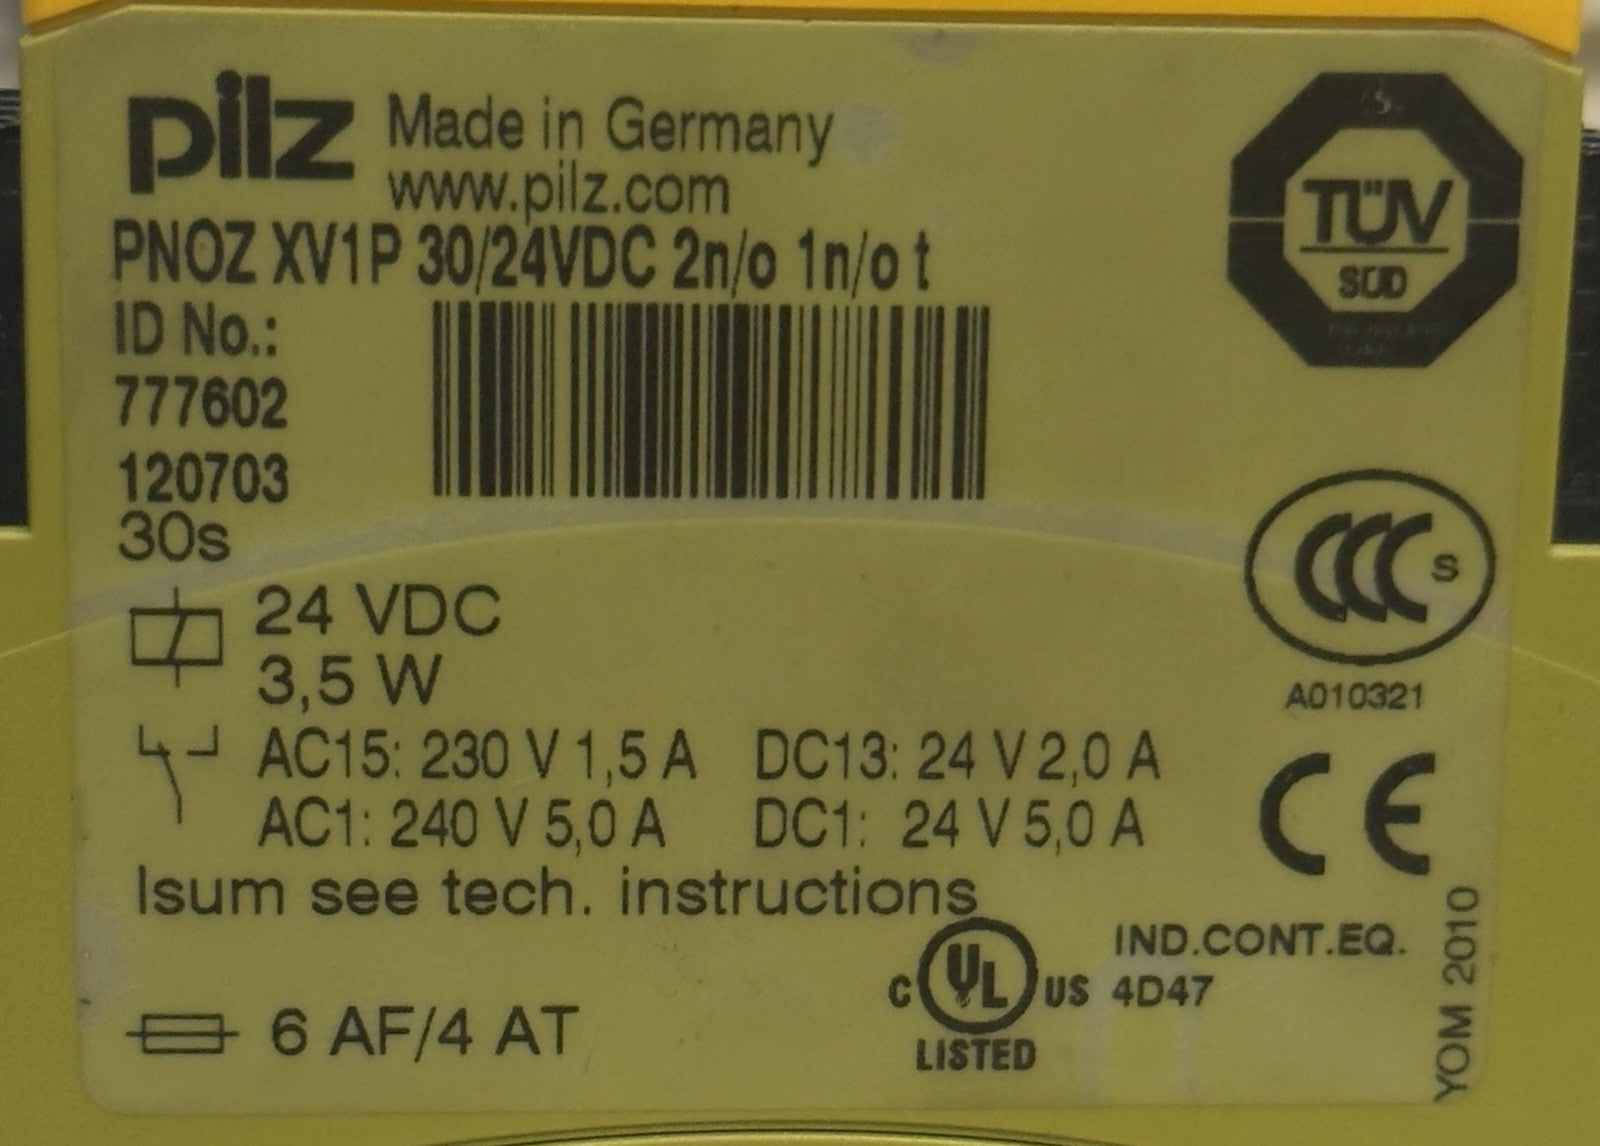 pilz Made in Germany
www.pilz.com
PNOZ XV1P 30/24VDC 2n/o 1n/o t
ID No.:
777602
120703
30s
24 VDC
3,5 W
AC15: 230 V 1,5 A DC13: 24 V 2,0 A
AC1: 240 V 5,0 A DC1: 24 V 5,0 A
Isum see tech. instructions
6 AF/4 AT
TÜV
SÜD
CCC S
A010321
CE
C UL US
LISTED
IND.CONT.EQ.
4D47
YOM 2010